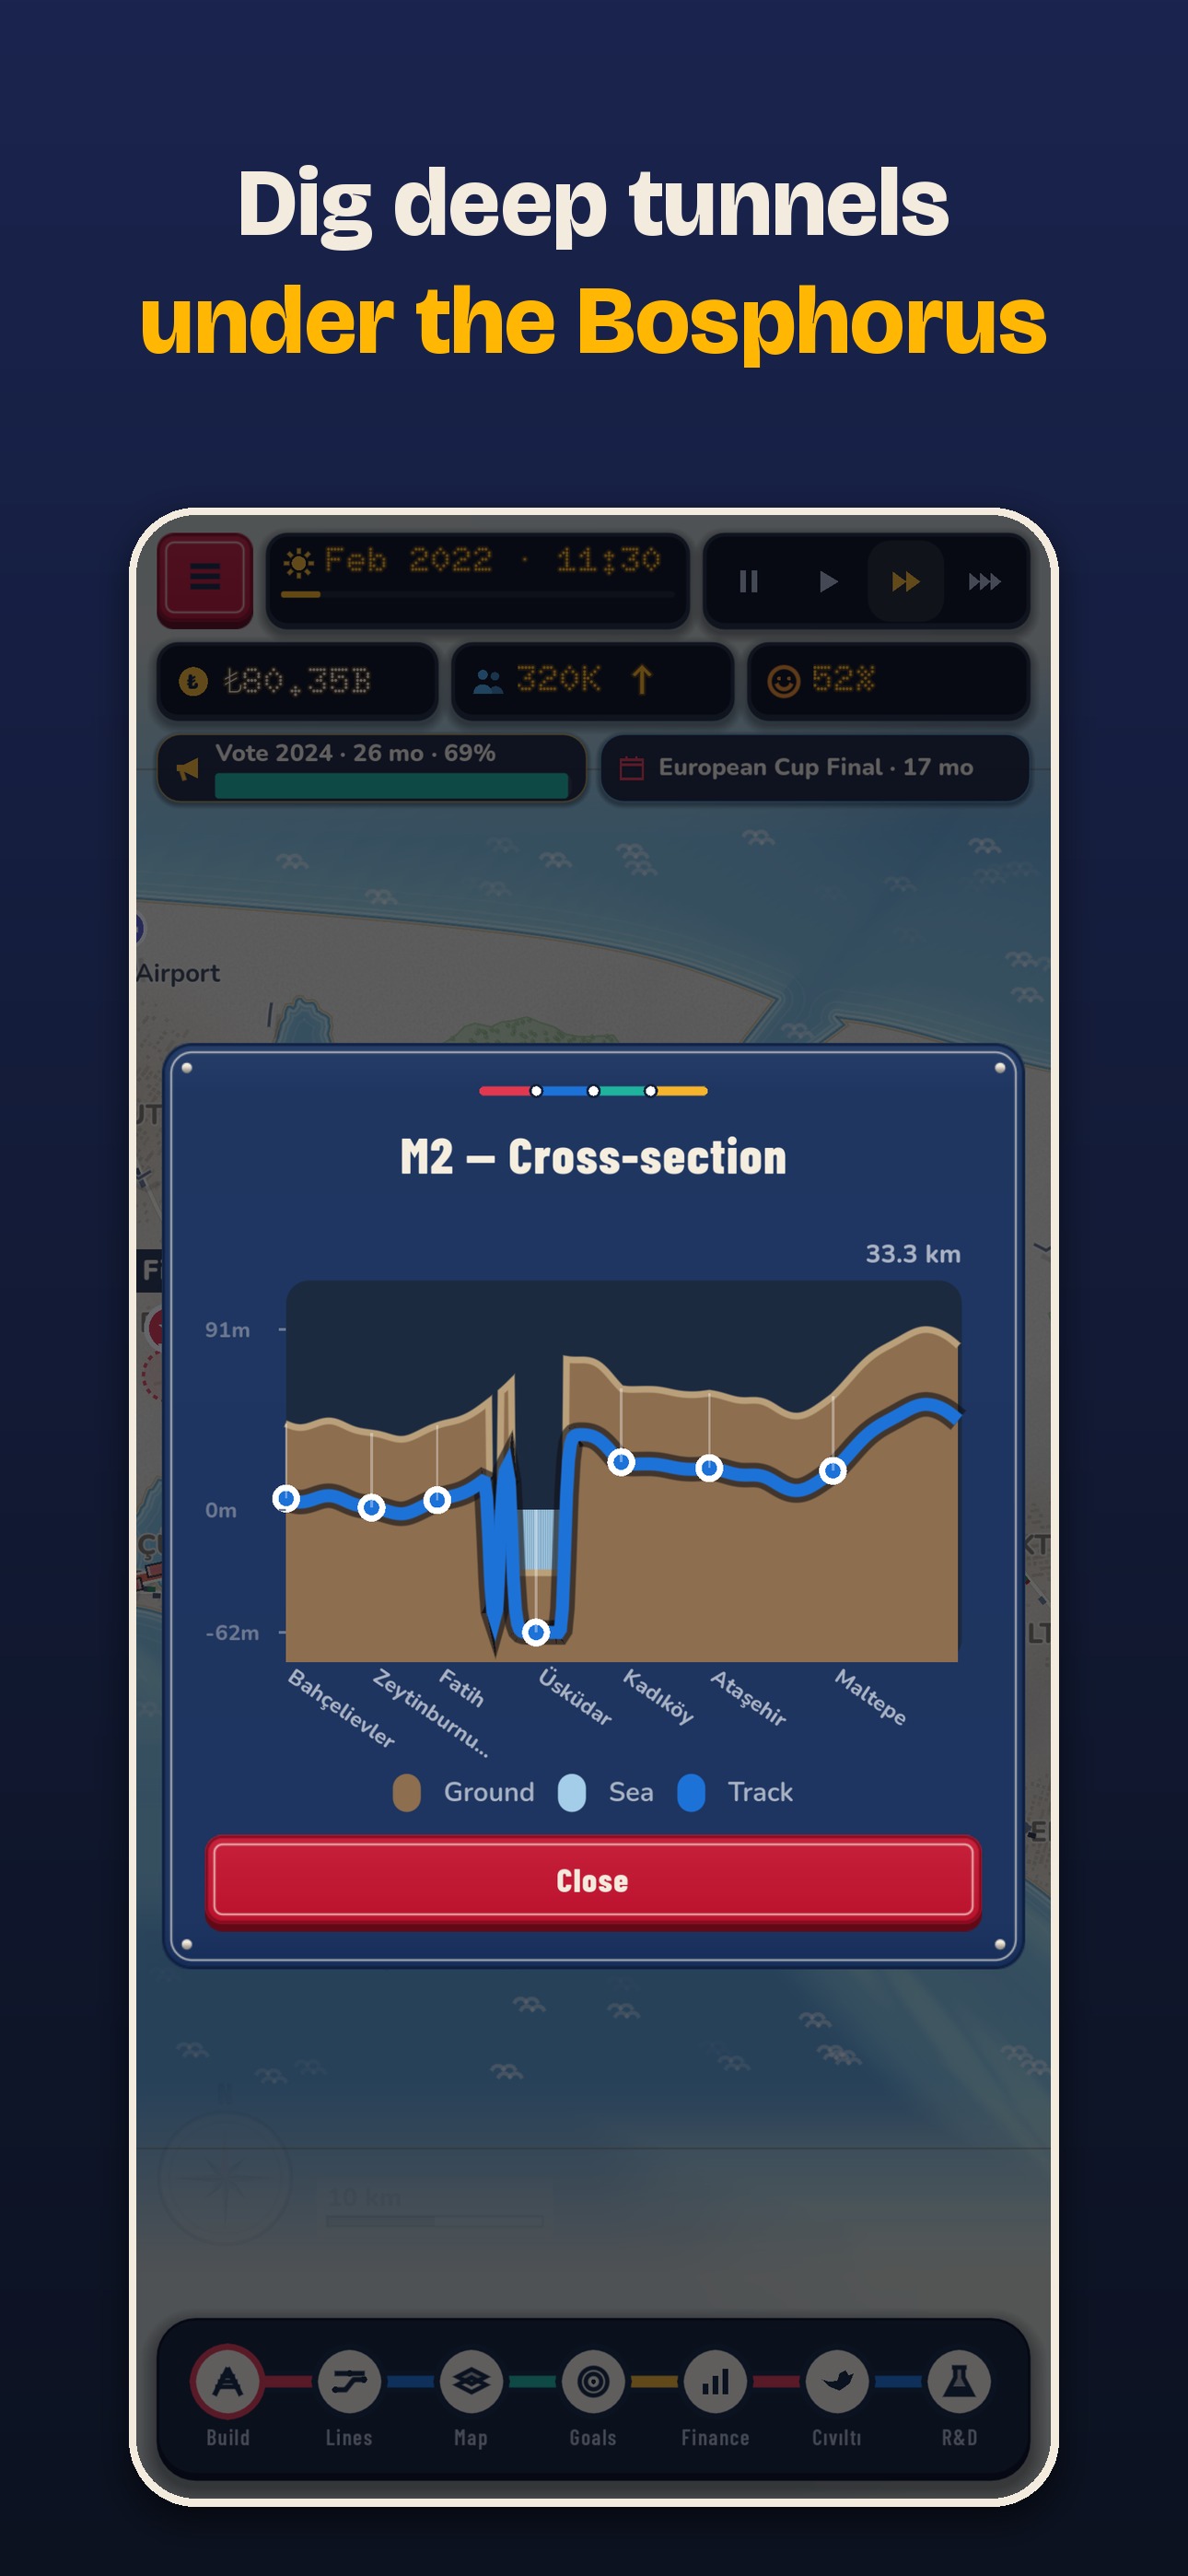 Dig deep tunnels
under the Bosphorus
Feb 2022 · 11:30
₺80.35B
320K ↑
52%
Vote 2024 · 26 mo · 69%
European Cup Final · 17 mo
Airport
M2 – Cross-section
33.3 km
91m
0m
-62m
Bahçelievler
Zeytinburnu...
Fatih
Üsküdar
Kadıköy
Ataşehir
Maltepe
Ground
Sea
Track
Close
10 km
Build
Lines
Map
Goals
Finance
Cıvıltı
R&D